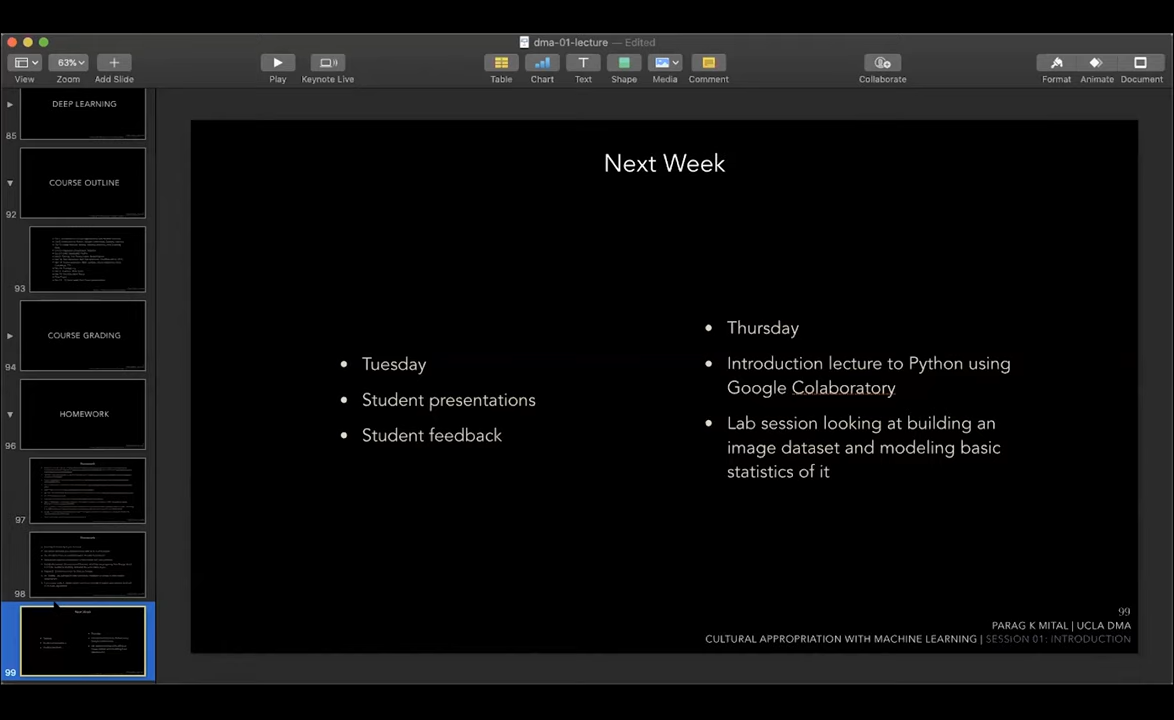 dma-01-lecture — Edited
63%
View
Zoom
Add Slide
Play
Keynote Live
Table
Chart
Text
Shape
Media
Comment
Collaborate
Format
Animate
Document
DEEP LEARNING
85
COURSE OUTLINE
92
93
COURSE GRADING
94
HOMEWORK
96
97
98
99
Next Week
• Tuesday
• Student presentations
• Student feedback
• Thursday
• Introduction lecture to Python using
Google Colaboratory
• Lab session looking at building an
image dataset and modeling basic
statistics of it
99
PARAG K MITAL | UCLA DMA
CULTURAL APPROPRIATION WITH MACHINE LEARNING | SESSION 01: INTRODUCTION